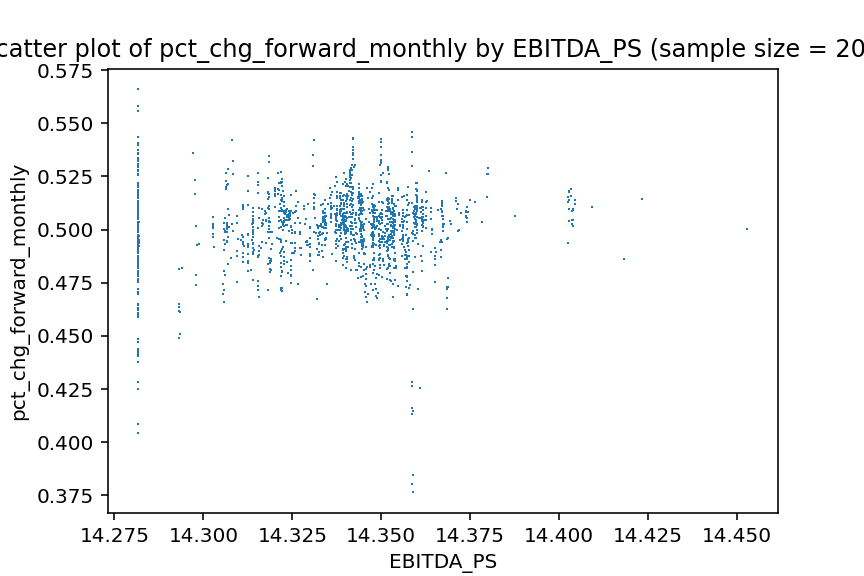 catter plot of pct_chg_forward_monthly by EBITDA_PS (sample size = 20
0.575
0.550
0.525
0.500
0.475
0.450
0.425
0.400
0.375
pct_chg_forward_monthly
14.275 14.300 14.325 14.350 14.375 14.400 14.425 14.450
EBITDA_PS